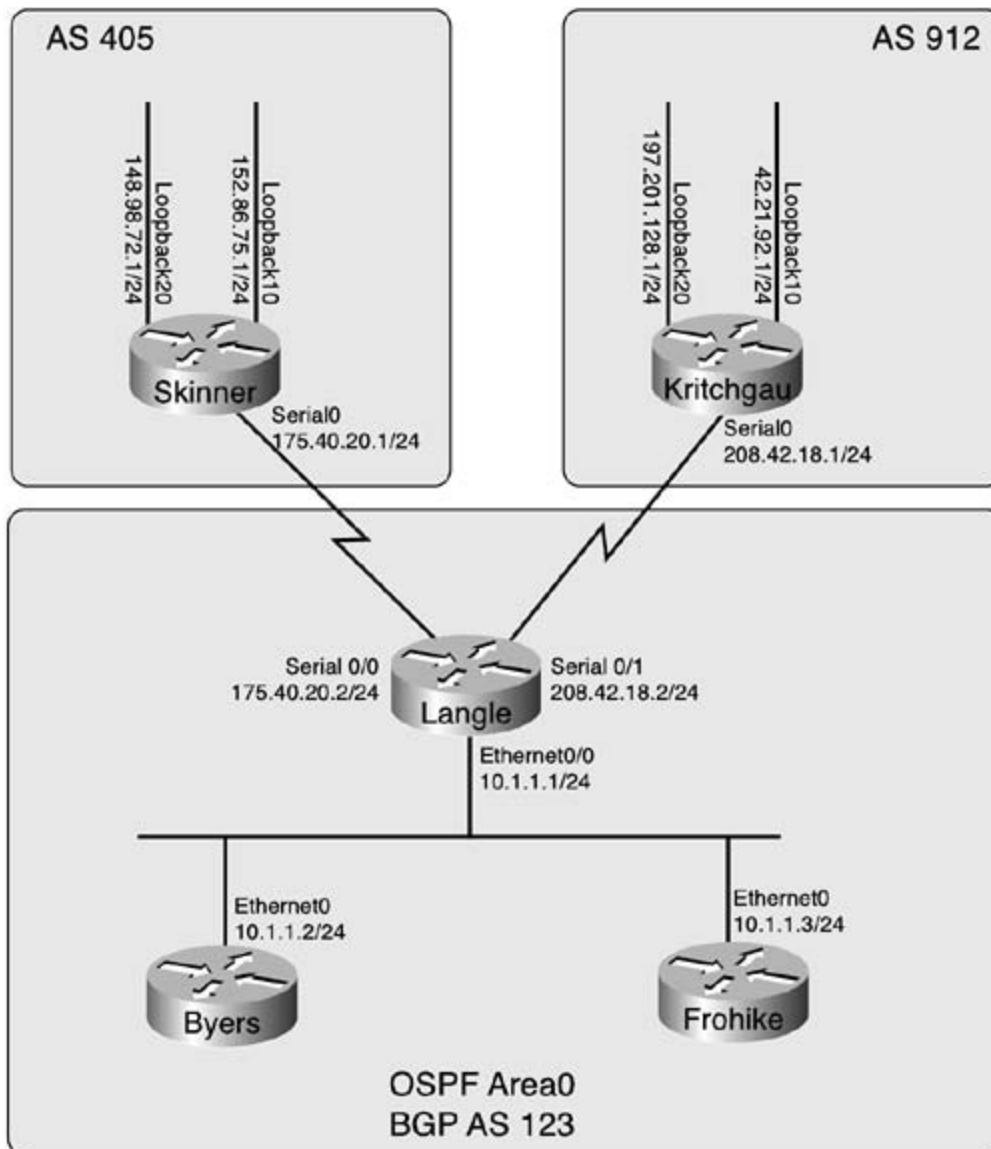 AS 405
AS 912
148.98.72.1/24
Loopback20
152.86.75.1/24
Loopback10
197.201.128.1/24
Loopback20
42.21.92.1/24
Loopback10
Skinner
Kritchgau
Serial0
175.40.20.1/24
Serial0
208.42.18.1/24
Serial 0/0
175.40.20.2/24
Serial 0/1
208.42.18.2/24
Langle
Ethernet0/0
10.1.1.1/24
Ethernet0
10.1.1.2/24
Ethernet0
10.1.1.3/24
Byers
Frohike
OSPF Area0
BGP AS 123